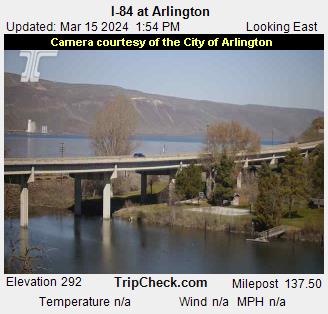 I-84 at Arlington
Updated: Mar 15 2024 1:54 PM Looking East
Camera courtesy of the City of Arlington
Elevation 292 TripCheck.com Milepost 137.50
Temperature n/a Wind n/a MPH n/a